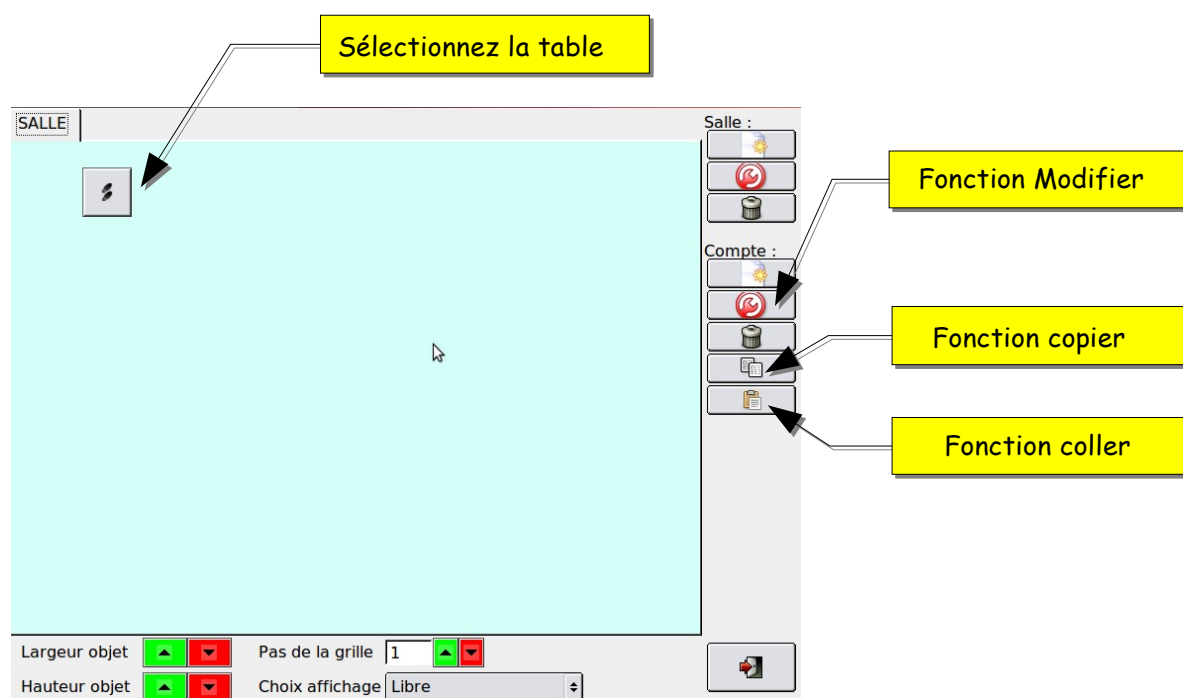 Sélectionnez la table
SALLE
Salle :
Fonction Modifier
Compte :
Fonction copier
Fonction coller
Largeur objet
Pas de la grille 1
Hauteur objet
Choix affichage Libre